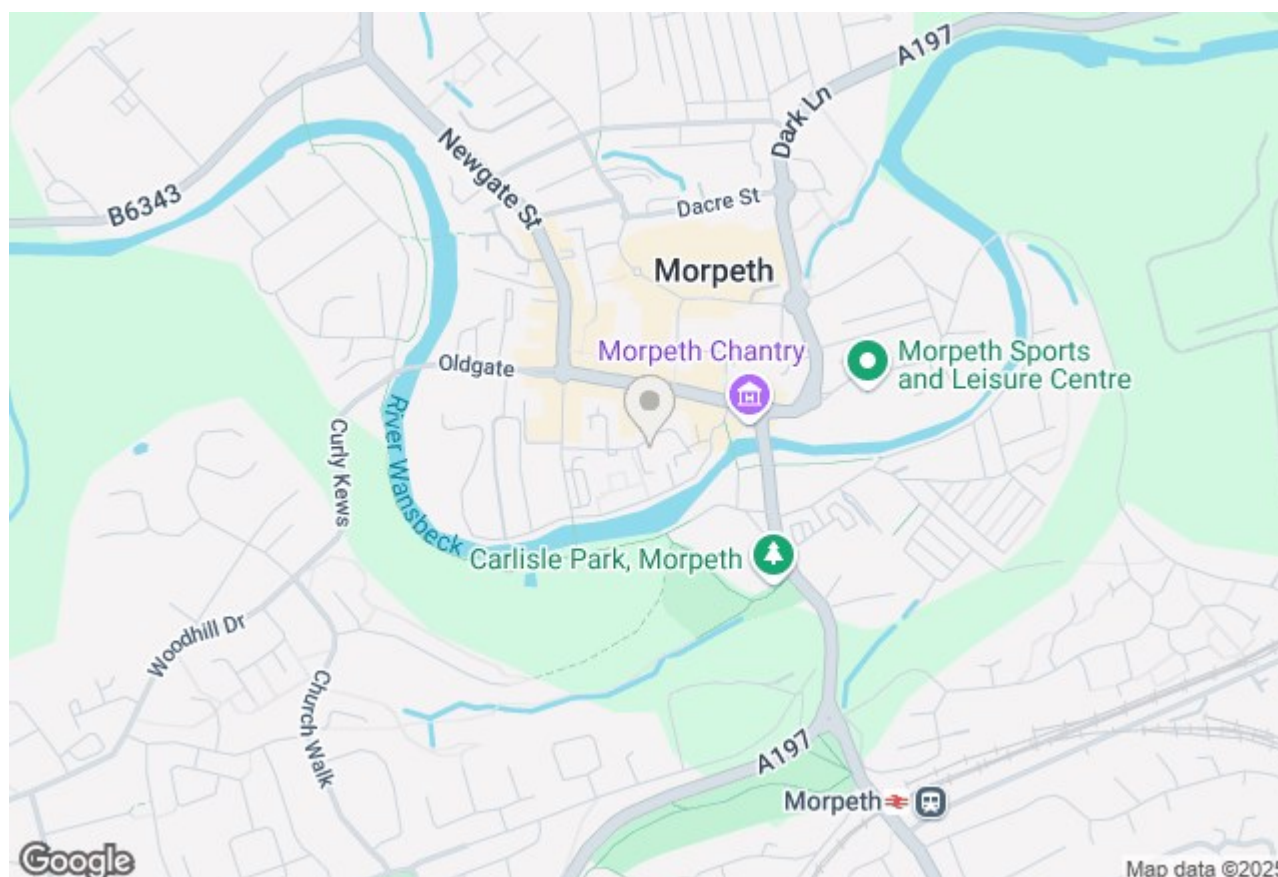 A197
Dark Ln
Newgate St
B6343
Dacre St
Morpeth
Morpeth Chantry
Oldgate
Morpeth Sports
and Leisure Centre
River Wansbeck
Curly Kews
Carlisle Park, Morpeth
Woodhill Dr
Church Walk
A197
Morpeth
Google
Map data ©2025